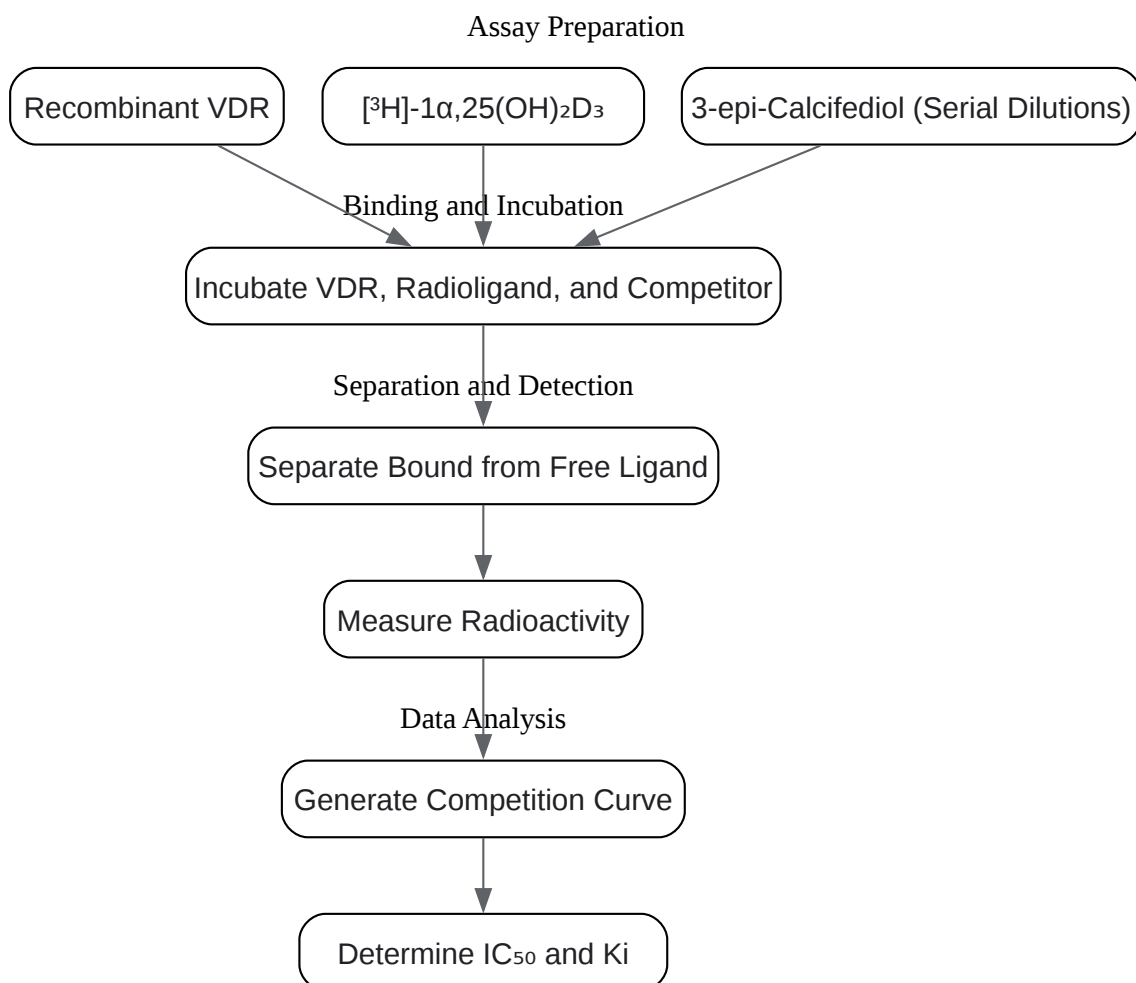 Assay Preparation
Recombinant VDR
[³H]-1α,25(OH)₂D₃
3-epi-Calcifediol (Serial Dilutions)
Binding and Incubation
Incubate VDR, Radioligand, and Competitor
Separation and Detection
Separate Bound from Free Ligand
Measure Radioactivity
Data Analysis
Generate Competition Curve
Determine IC₅₀ and Ki